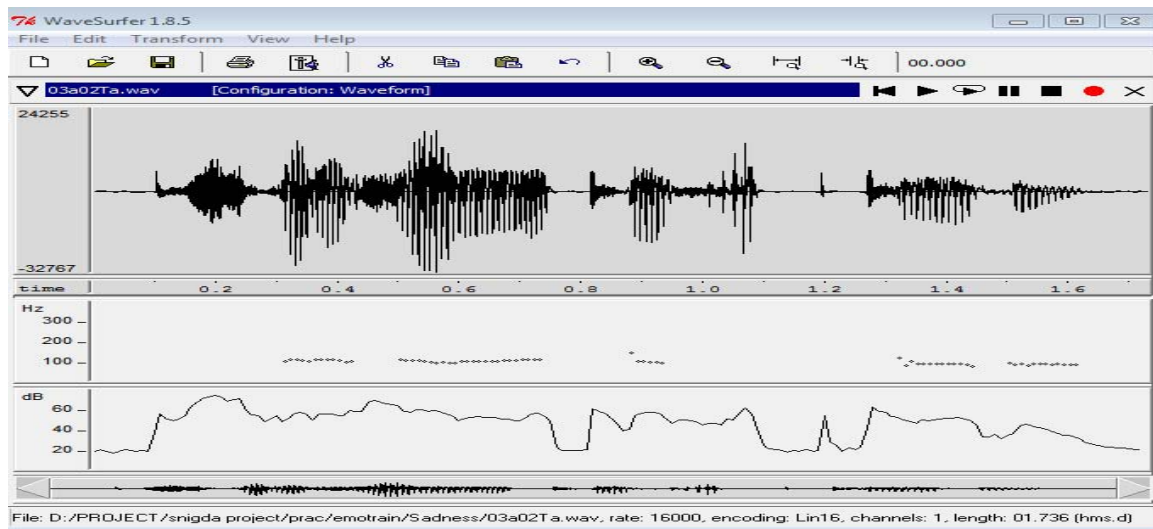 WaveSurfer 1.8.5
File Edit Transform View Help
00.000
03a02Ta.wav [Configuration: Waveform]
24255
-32767
time 0.2 0.4 0.6 0.8 1.0 1.2 1.4 1.6
Hz
300
200
100
dB
60
40
20
File: D:/PROJECT/snigda project/prac/emotrain/Sadness/03a02Ta.wav, rate: 16000, encoding: Lin16, channels: 1, length: 01.736 (hms.d)